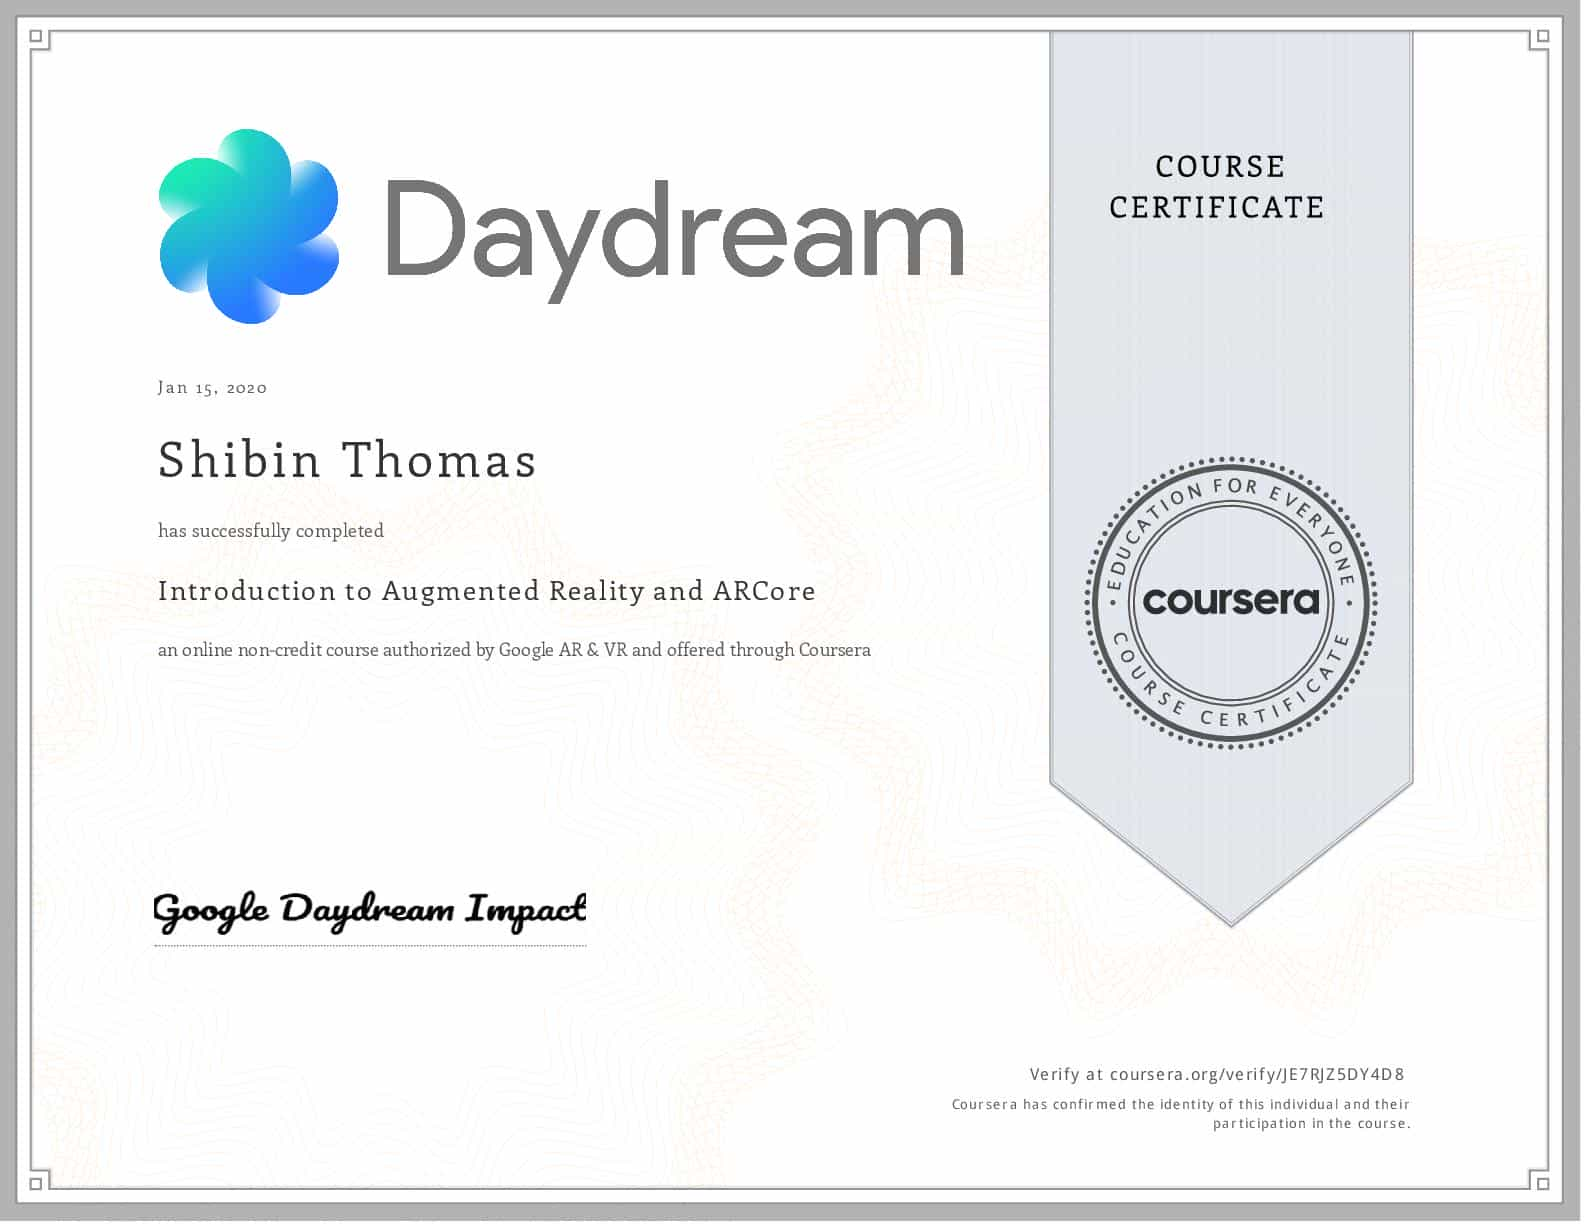 Daydream
COURSE
CERTIFICATE
Jan 15, 2020
Shibin Thomas
has successfully completed
Introduction to Augmented Reality and ARCore
an online non-credit course authorized by Google AR & VR and offered through Coursera
EDUCATION FOR EVERYONE
coursera
COURSE CERTIFICATE
Google Daydream Impact
Verify at coursera.org/verify/JE7RJZ5DY4D8
Coursera has confirmed the identity of this individual and their
participation in the course.